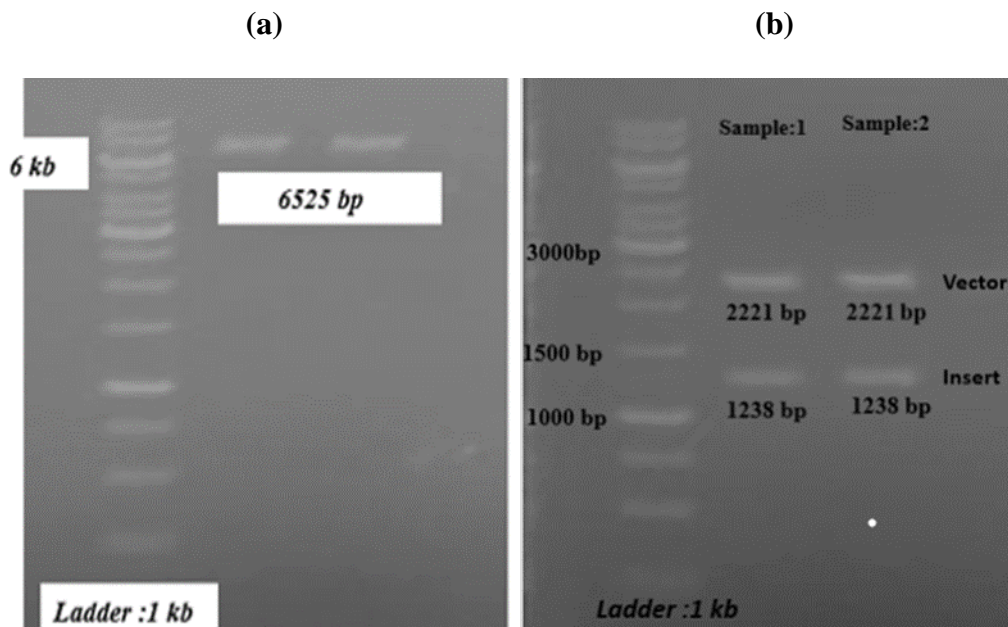 (a)
(b)
6 kb
6525 bp
Ladder :1 kb
Sample:1
Sample:2
3000bp
Vector
2221 bp
2221 bp
1500 bp
Insert
1238 bp
1238 bp
1000 bp
Ladder :1 kb